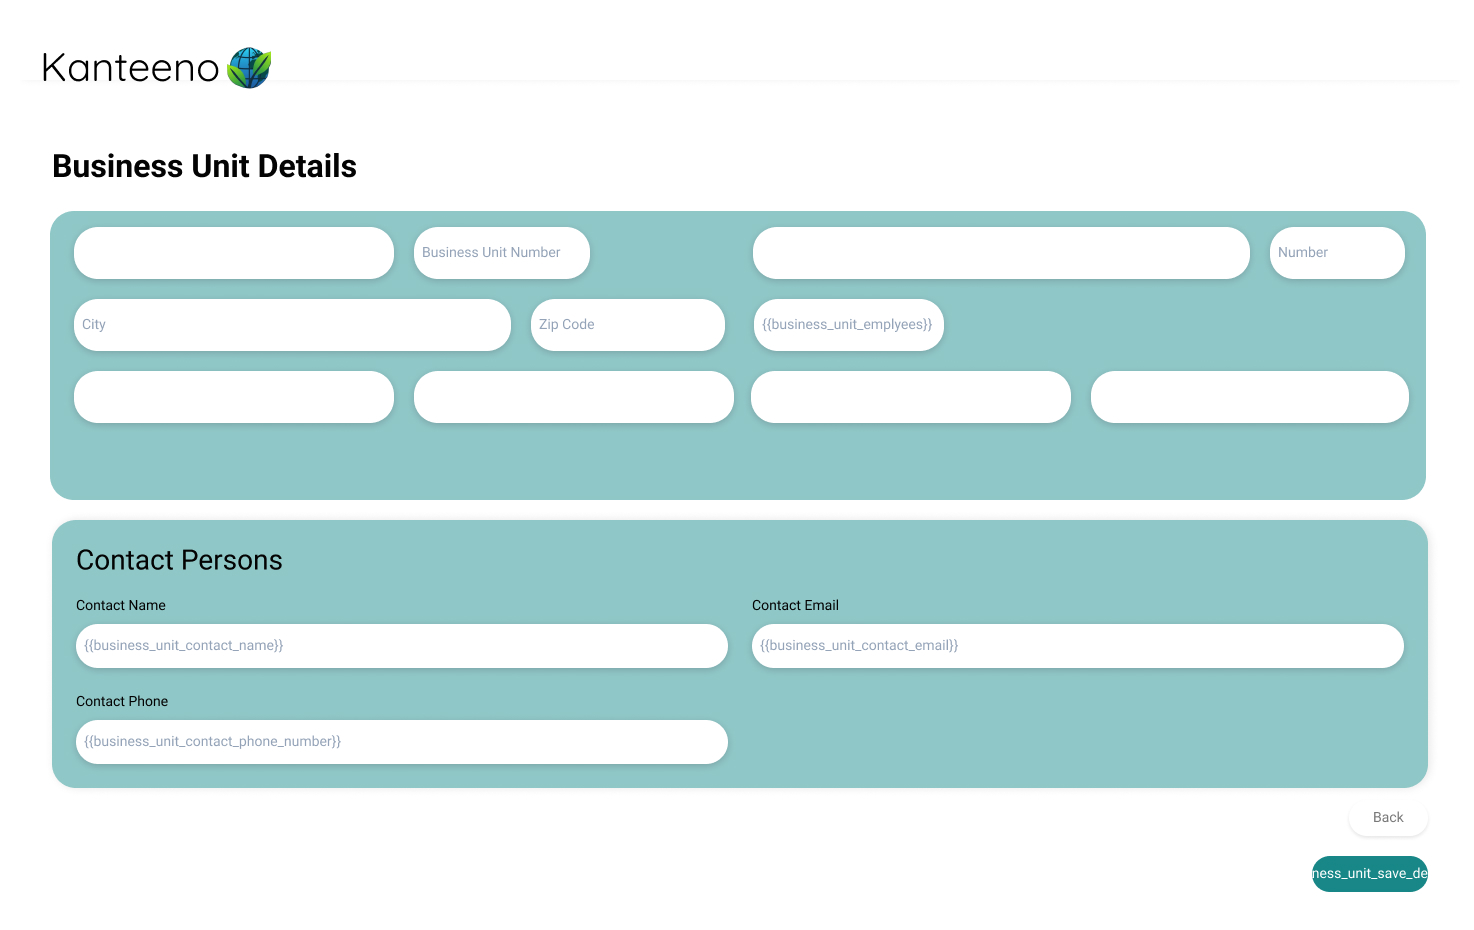 Kanteeno
Business Unit Details
Business Unit Number
Number
City
Zip Code
{{business_unit_emplyees}}
Contact Persons
Contact Name
Contact Email
{{business_unit_contact_name}}
{{business_unit_contact_email}}
Contact Phone
{{business_unit_contact_phone_number}}
Back
ness_unit_save_de